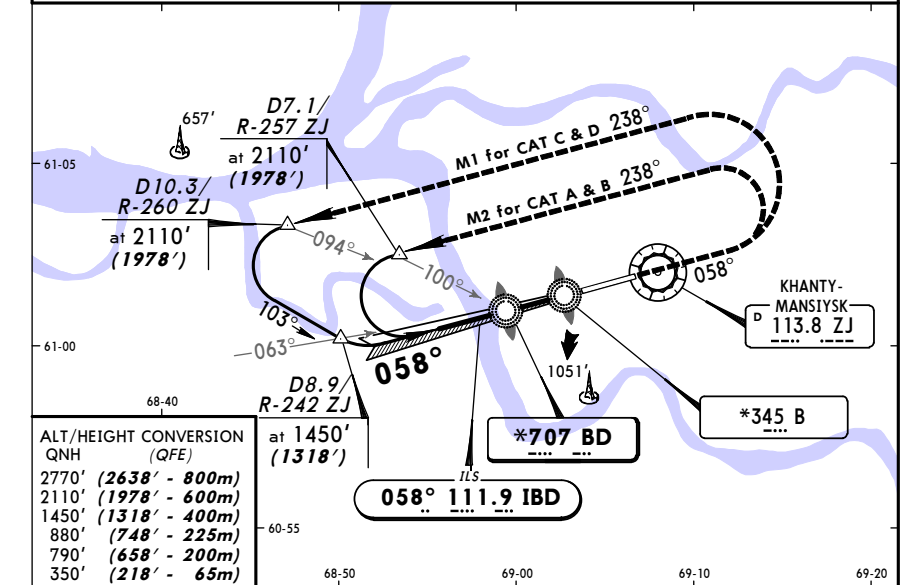 657'
D7.1/
R-257 ZJ
at 2110'
(1978')
M1 for CAT C & D 238°
M2 for CAT A & B 238°
61-05
D10.3/
R-260 ZJ
at 2110'
(1978')
094°
100°
103°
063°
058°
058°
61-00
KHANTY-
MANSIYSK
D 113.8 ZJ
1051'
*345 B
*707 BD
ILS
058° 111.9 IBD
D8.9/
R-242 ZJ
at 1450'
(1318')
68-40
ALT/HEIGHT CONVERSION
QNH (QFE)
2770' (2638' - 800m)
2110' (1978' - 600m)
1450' (1318' - 400m)
880' (748' - 225m)
790' (658' - 200m)
350' (218' - 65m)
60-55
68-50
69-00
69-10
69-20